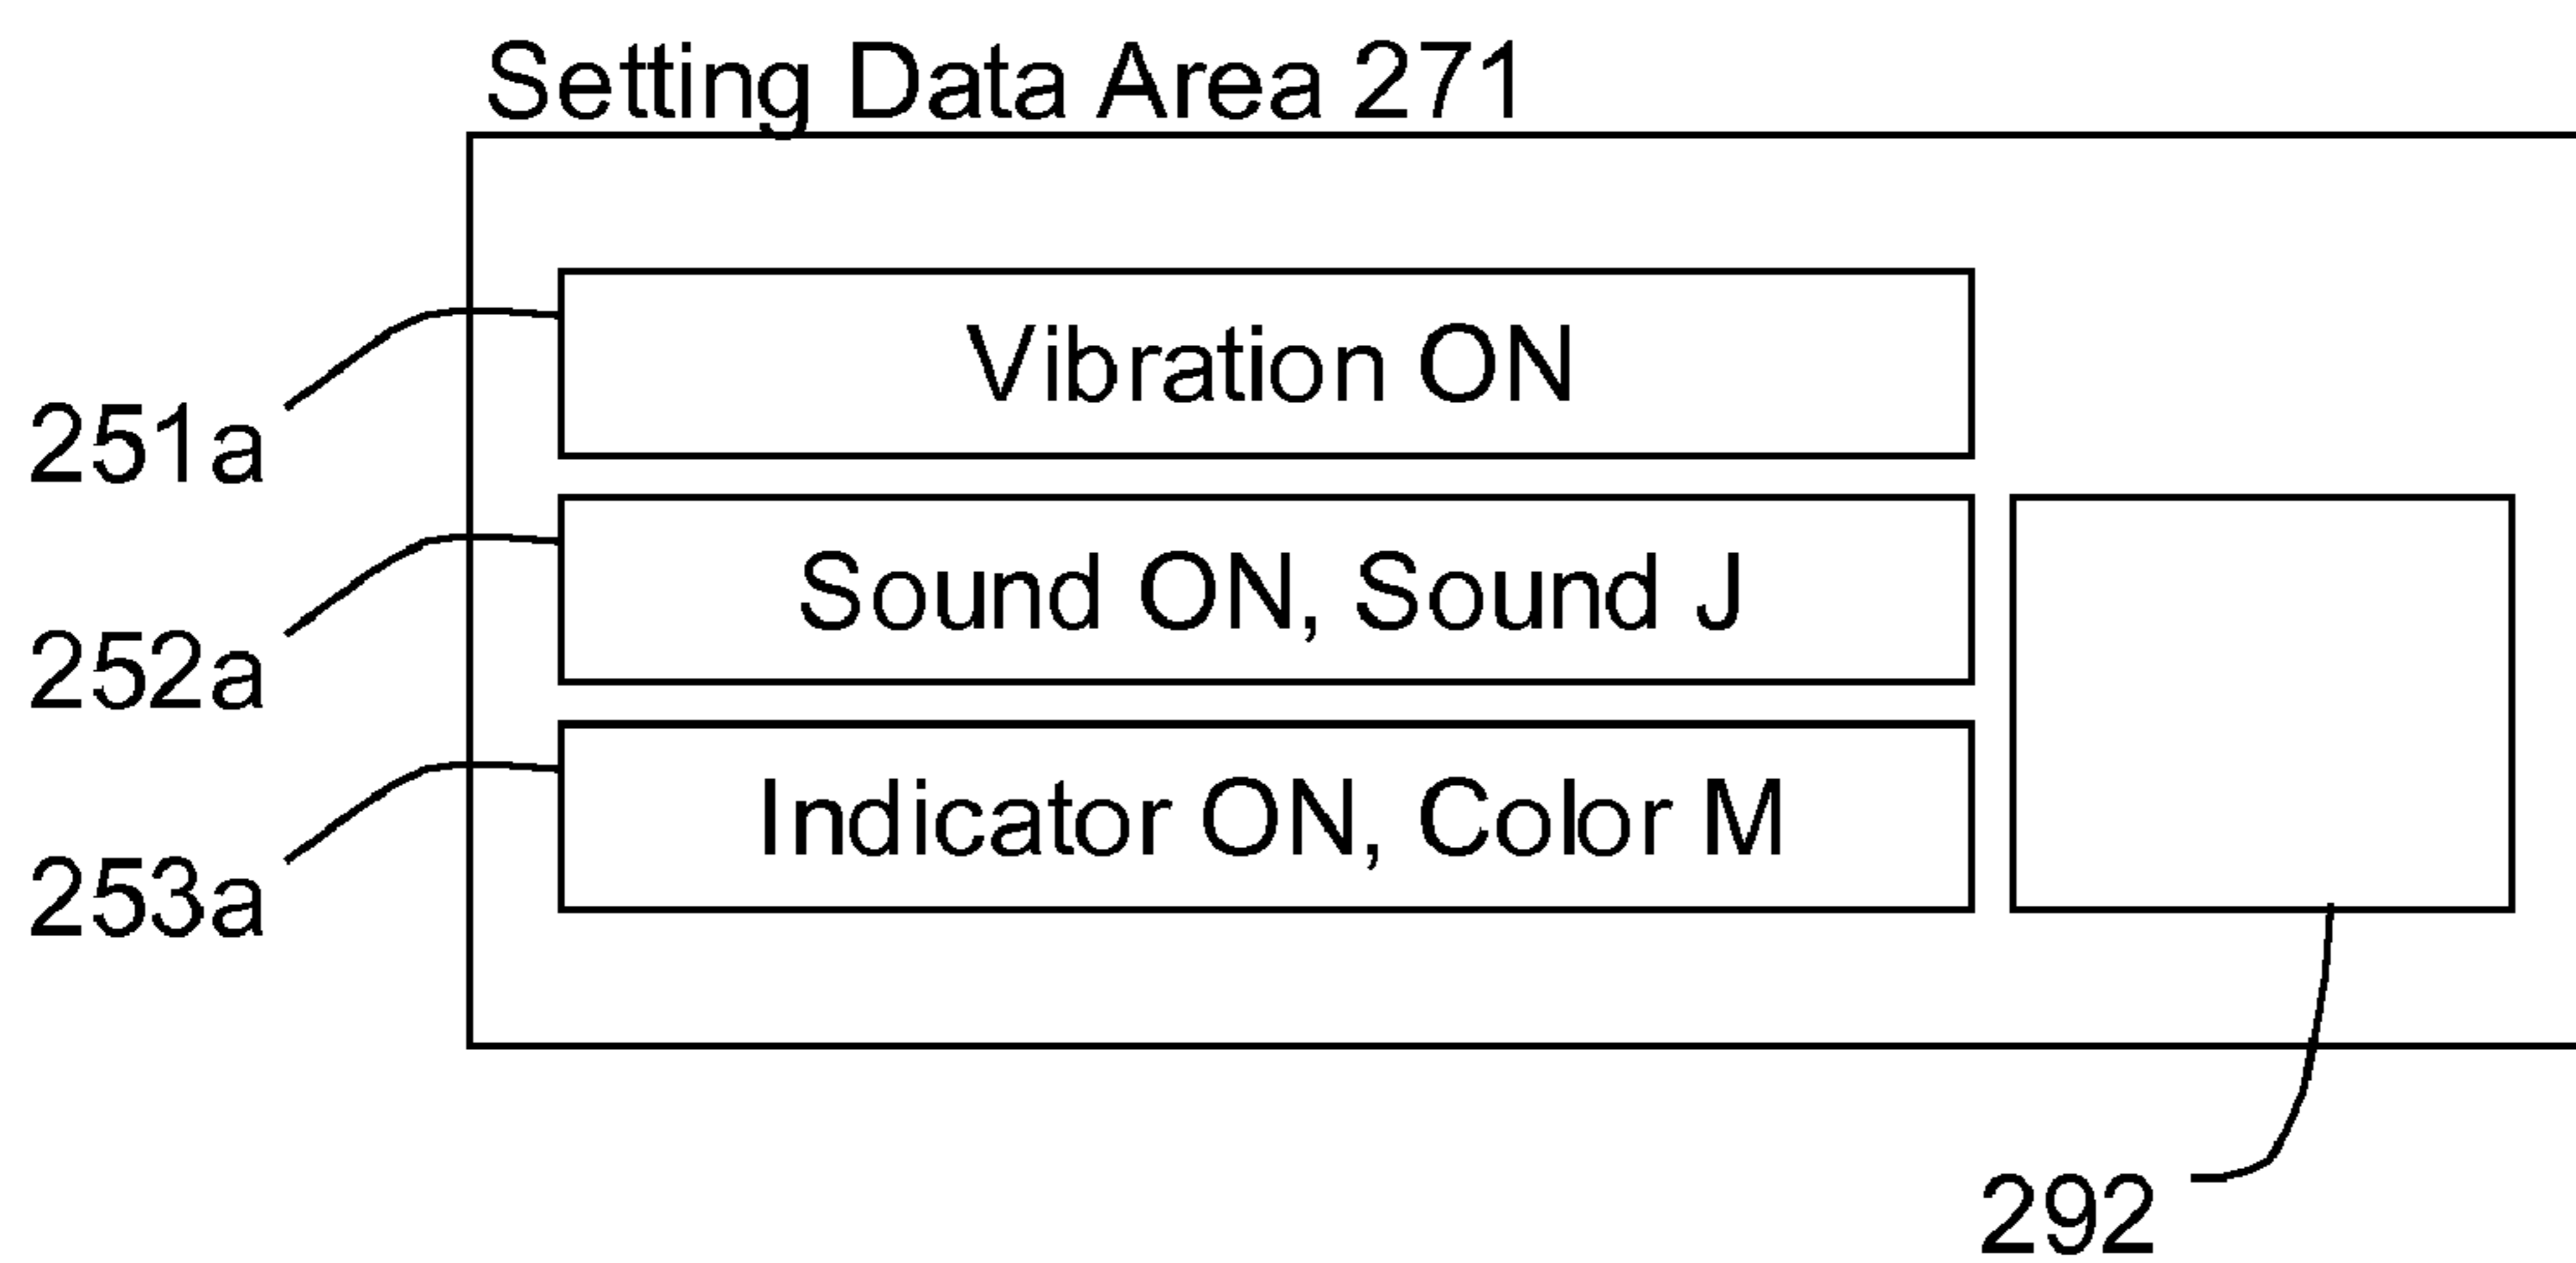 Setting Data Area 271
Vibration ON
251a
Sound ON, Sound J
252a
Indicator ON, Color M
253a
292